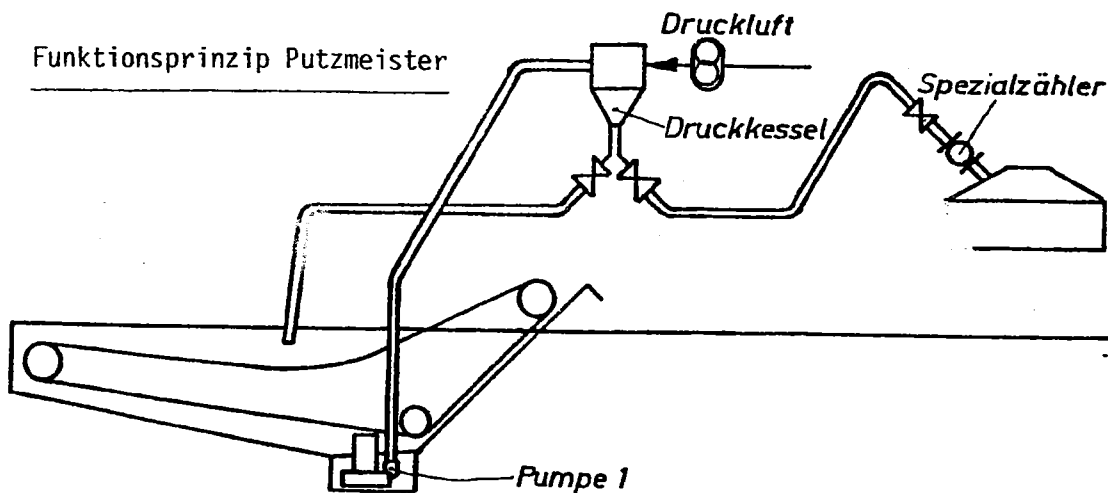 Druckluft
Funktionsprinzip Putzmeister
Spezialzähler
Druckkessel
Pumpe 1